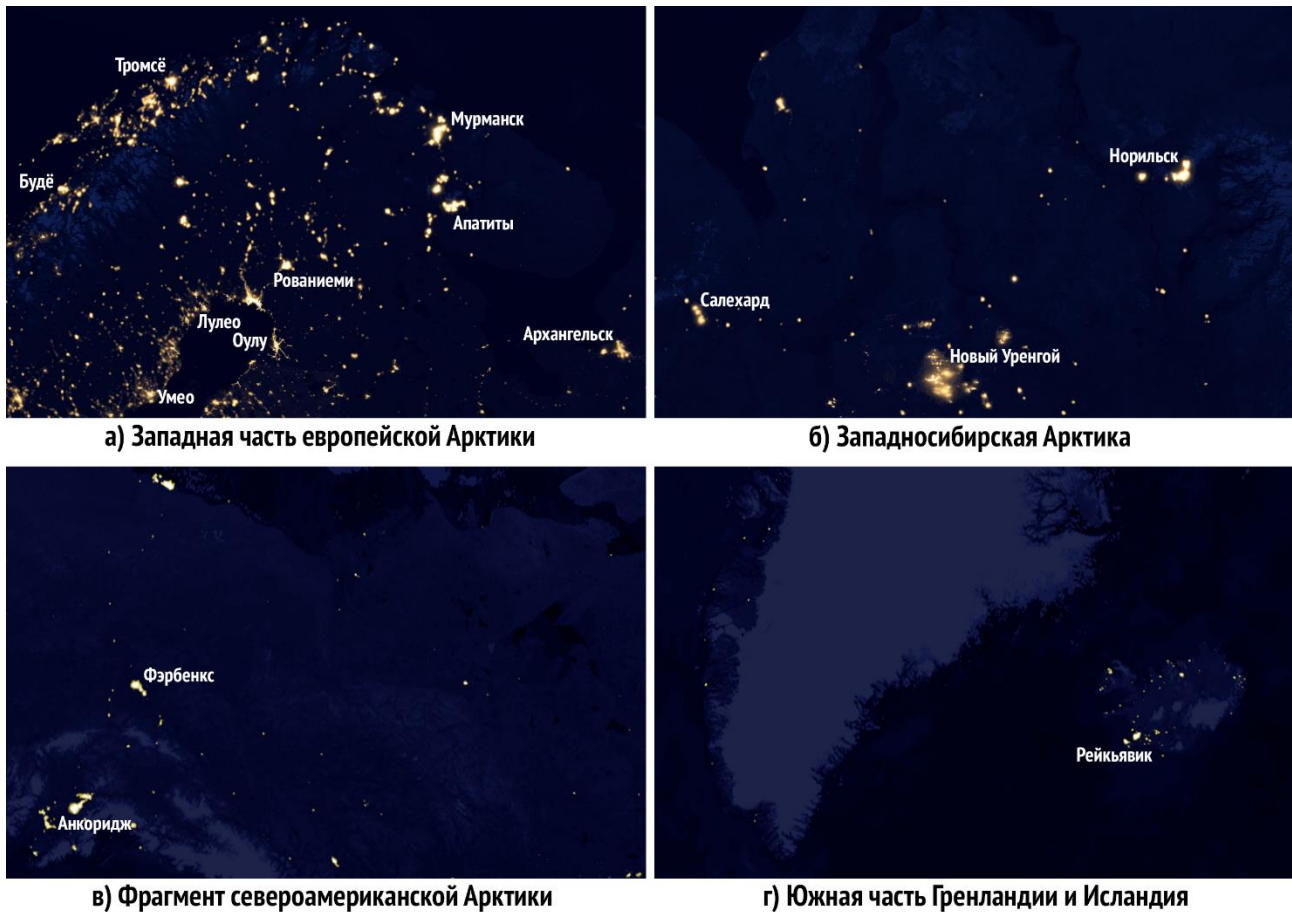 Тромсё
Мурманск
Будё
Апатиты
Рованиеми
Лулео
Оулу
Архангельск
Умео
а) Западная часть европейской Арктики
Норильск
Салехард
Новый Уренгой
б) Западносибирская Арктика
Фэрбенкс
Анкоридж
в) Фрагмент североамериканской Арктики
Рейкьявик
г) Южная часть Гренландии и Исландия